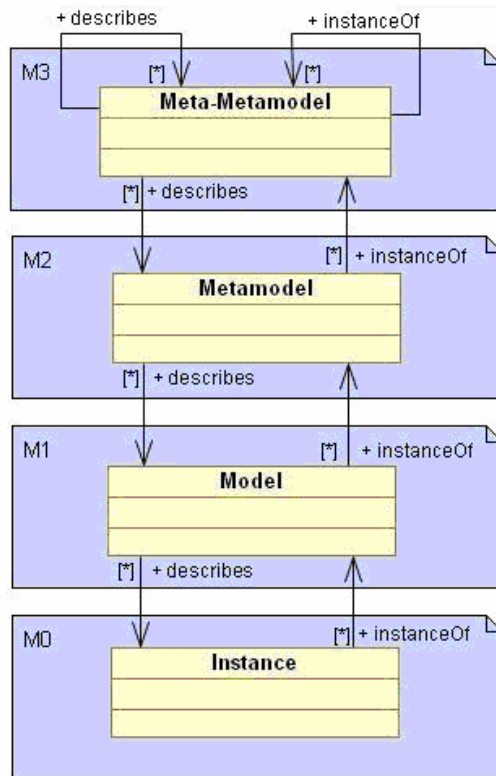 + describes
+ instanceOf
M3
[*]
[*]
Meta-Metamodel
[*] + describes
M2
[*] + instanceOf
Metamodel
[*] + describes
M1
[*] + instanceOf
Model
[*] + describes
M0
[*] + instanceOf
Instance